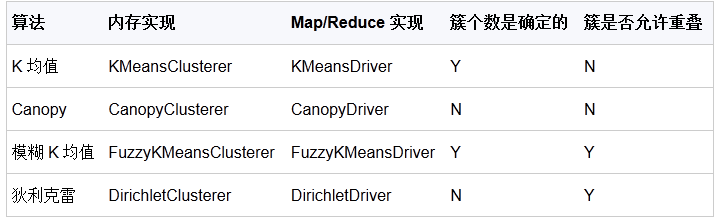 算法 内存实现 Map/Reduce 实现 簇个数是确定的 簇是否允许重叠
K 均值 KMeansClusterer KMeansDriver Y N
Canopy CanopyClusterer CanopyDriver N N
模糊 K 均值 FuzzyKMeansClusterer FuzzyKMeansDriver Y Y
狄利克雷 DirichletClusterer DirichletDriver N Y